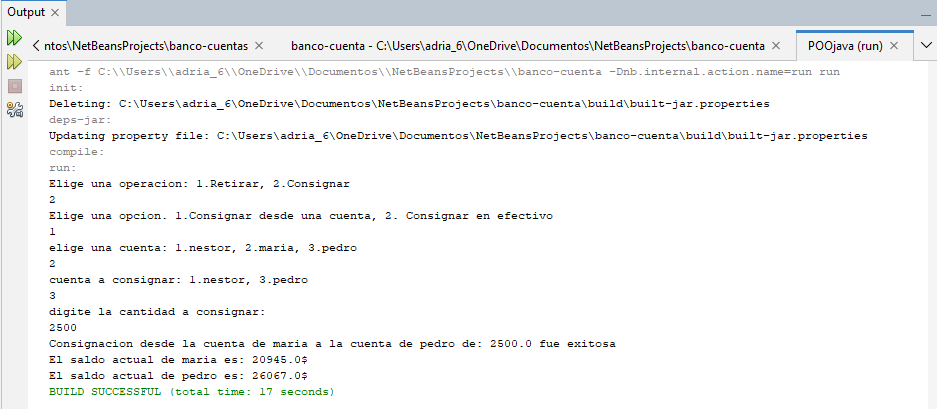 Output
ntos\NetBeansProjects\banco-cuentas
banco-cuenta - C:\Users\adria_6\OneDrive\Documentos\NetBeansProjects\banco-cuenta
POOjava (run)
ant -f C:\\Users\\adria_6\\OneDrive\\Documentos\\NetBeansProjects\\banco-cuenta -Dnb.internal.action.name=run run
init:
Deleting: C:\Users\adria_6\OneDrive\Documentos\NetBeansProjects\banco-cuenta\build\built-jar.properties
deps-jar:
Updating property file: C:\Users\adria_6\OneDrive\Documentos\NetBeansProjects\banco-cuenta\build\built-jar.properties
compile:
run:
Elige una operacion: 1.Retirar, 2.Consignar
2
Elige una opcion. 1.Consignar desde una cuenta, 2. Consignar en efectivo
1
elige una cuenta: 1.nestor, 2.maria, 3.pedro
2
cuenta a consignar: 1.nestor, 3.pedro
3
digite la cantidad a consignar:
2500
Consignacion desde la cuenta de maria a la cuenta de pedro de: 2500.0 fue exitosa
El saldo actual de maria es: 20945.0$
El saldo actual de pedro es: 26067.0$
BUILD SUCCESSFUL (total time: 17 seconds)